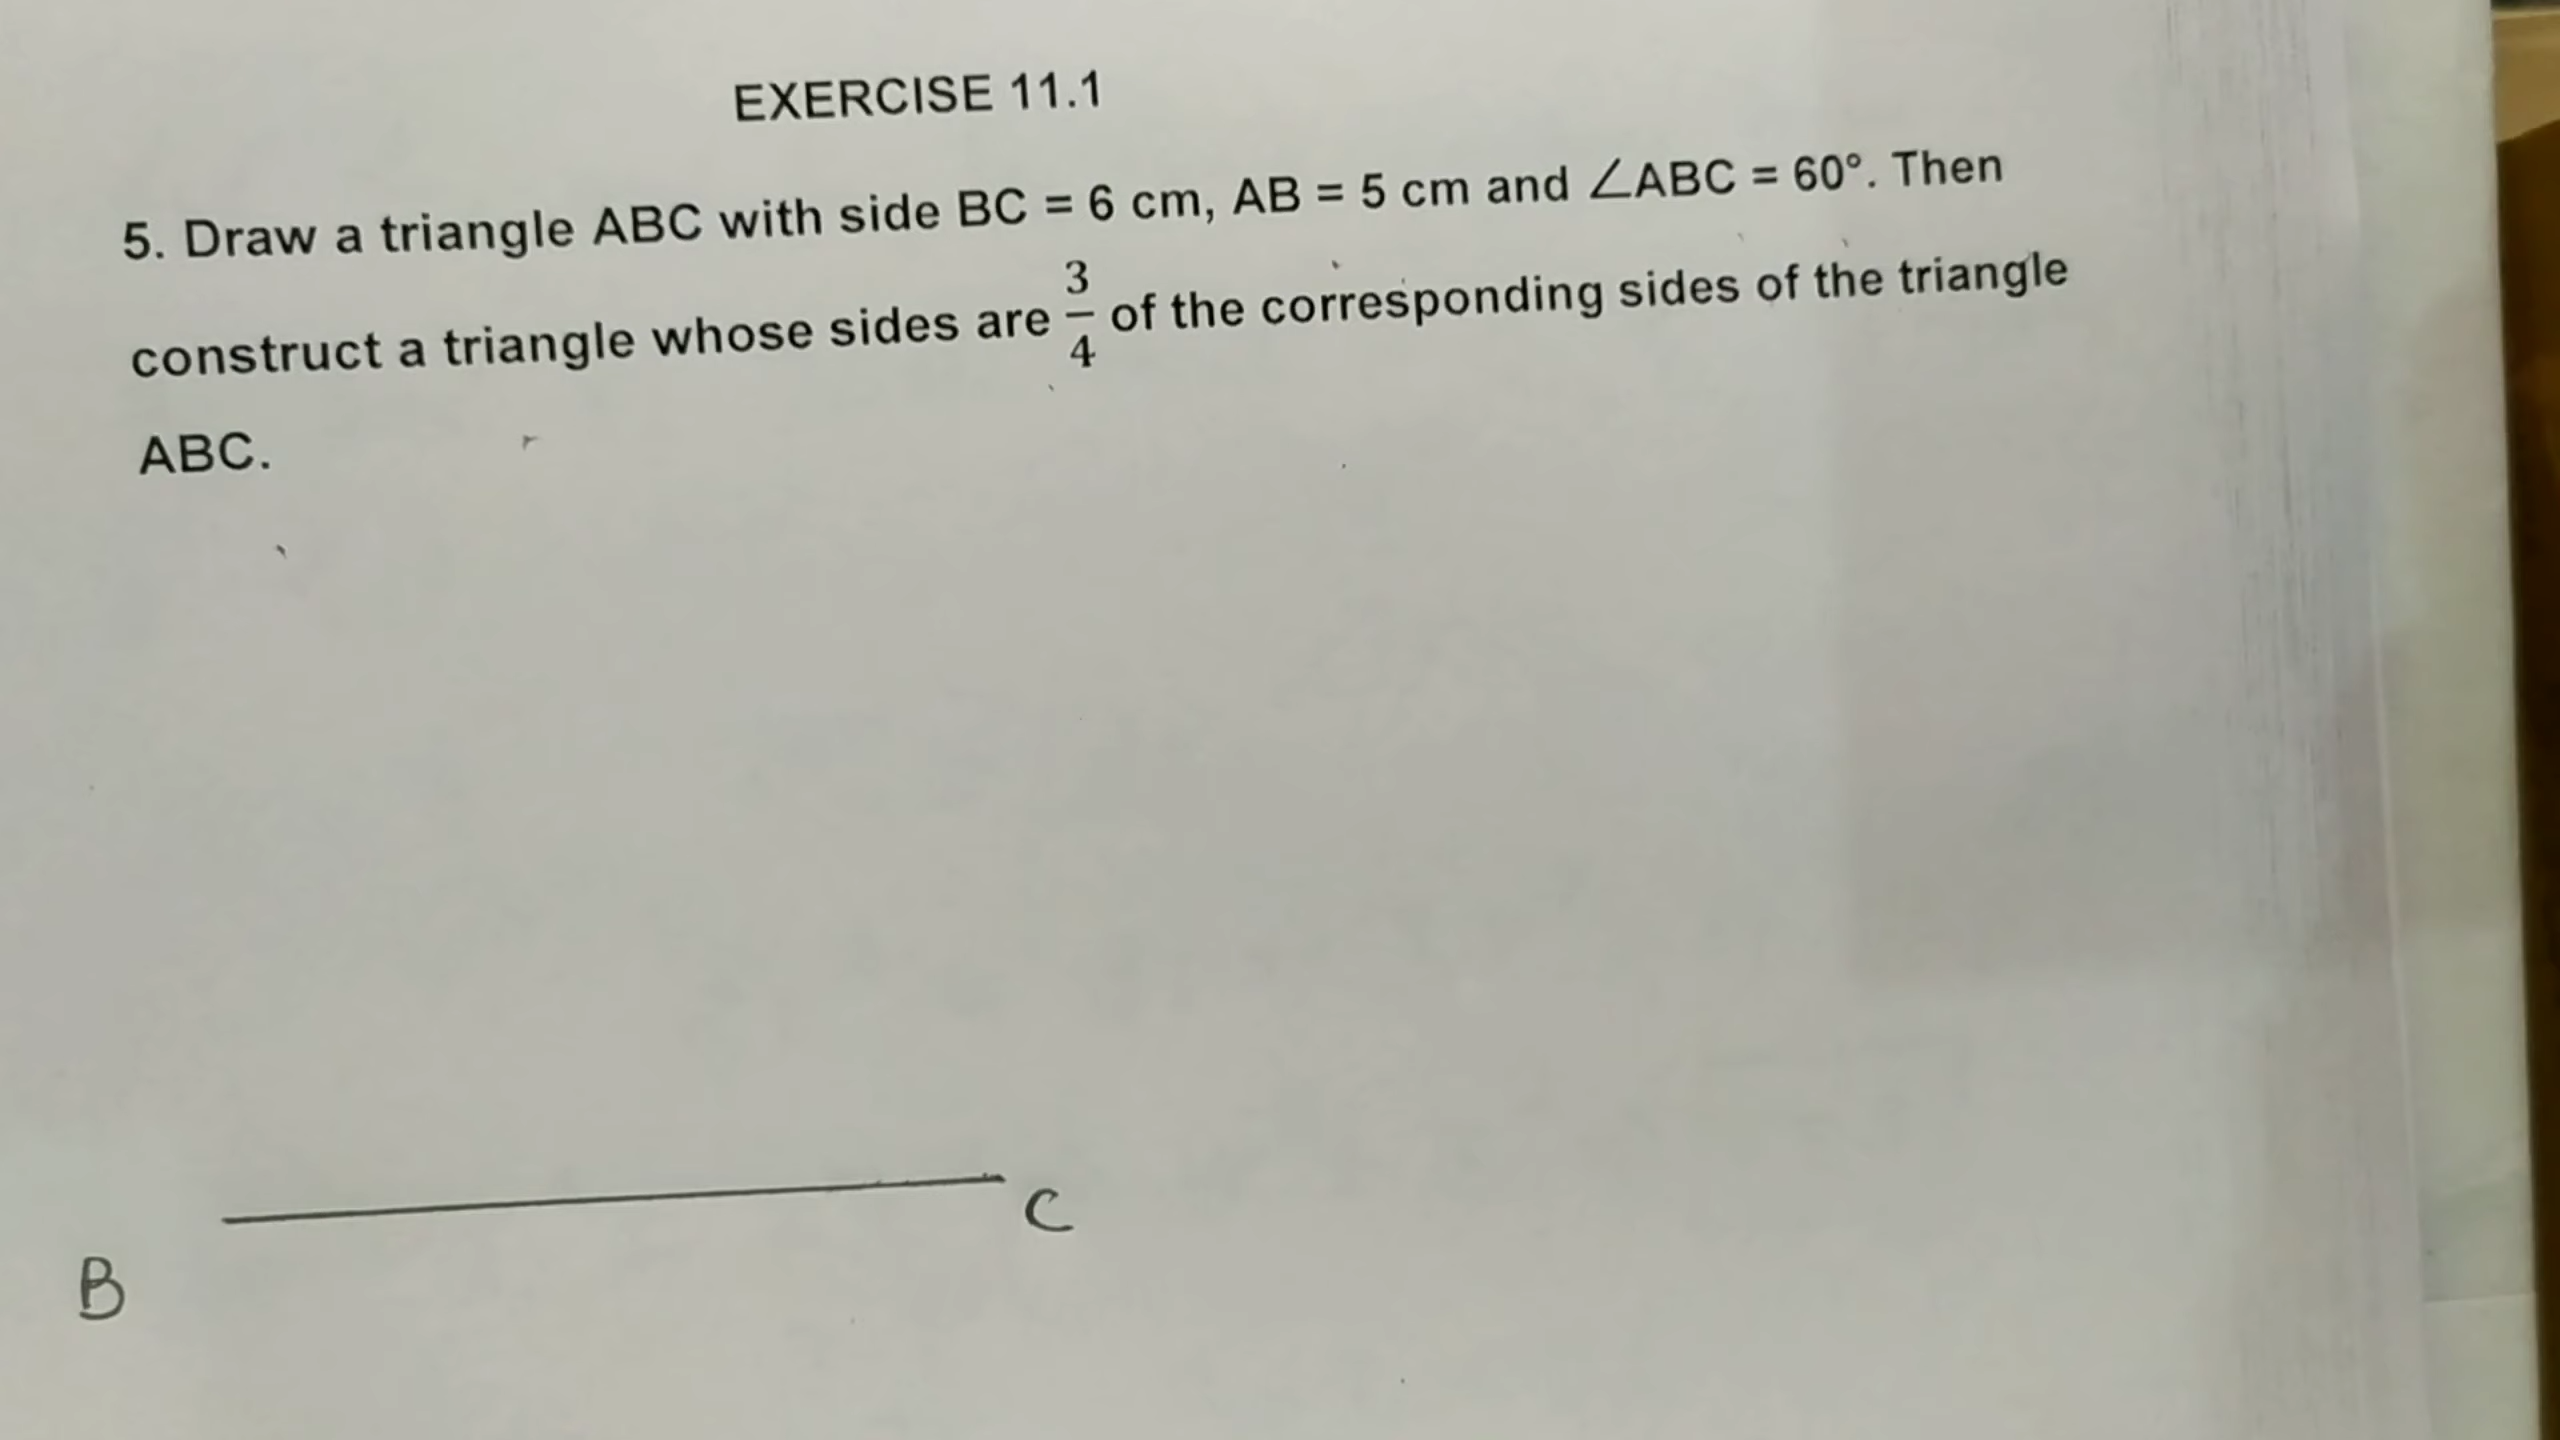 EXERCISE 11.1
5. Draw a triangle ABC with side BC = 6 cm, AB = 5 cm and ∠ABC = 60°. Then
construct a triangle whose sides are 3/4 of the corresponding sides of the triangle
ABC.
C
B